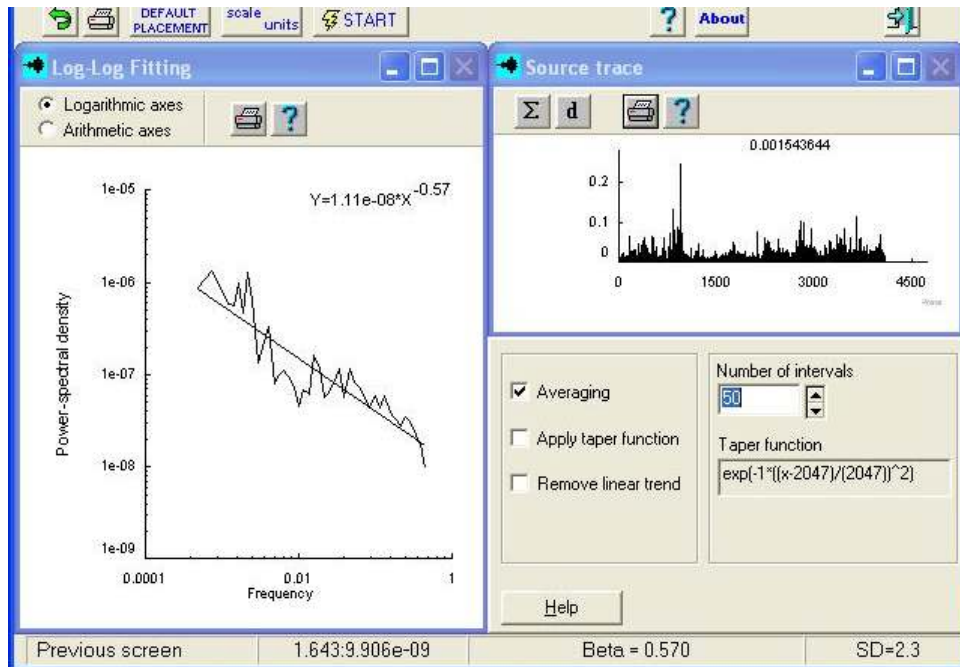 DEFAULT
PLACEMENT
scale
units
START
?
About
Log-Log Fitting
Logarithmic axes
Arithmetic axes
?
1e-05
Y=1.11e-08*X-0.57
1e-06
1e-07
1e-08
1e-09
Power-spectral density
0.0001
0.01
1
Frequency
Source trace
Σ
d
?
0.001543644
0.2
0.1
0
0
1500
3000
4500
Averaging
Apply taper function
Remove linear trend
Number of intervals
50
Taper function
exp(-1*((x-2047)/(2047))^2)
Help
Previous screen
1.643:9.906e-09
Beta = 0.570
SD=2.3